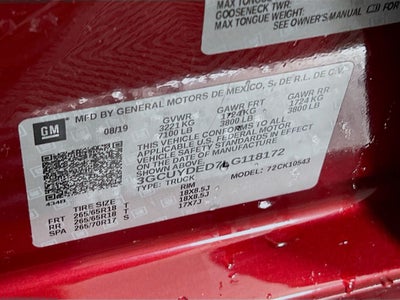 MAX TONGUE
GOOSENECK TWR:
MAX TONGUE WEIGHT:
SEE OWNER'S MANUAL FOR
MFD BY GENERAL MOTORS DE MEXICO, S. DE R.L. DE C.V.
GM 08/19 GVWR GAWR FRT GAWR RR
3221 KG 1724 KG 1724 KG
7100 LB 3800 LB 3800 LB
THIS VEHICLE CONFORMS TO ALL
APPLICABLE U.S. FEDERAL MOTOR
VEHICLE SAFETY STANDARDS IN EFFECT
ON THE DATE OF MANUFACTURE SHOWN ABOVE.
3GCUYDED7 G118172
TYPE: TRUCK MODEL: 72CK10543
434B
TIRE SIZE RIM
FRT 265/65R18 T 18X8.5J
RR 265/65R18 T 18X8.5J
SPA 265/70R17 S 17X7J